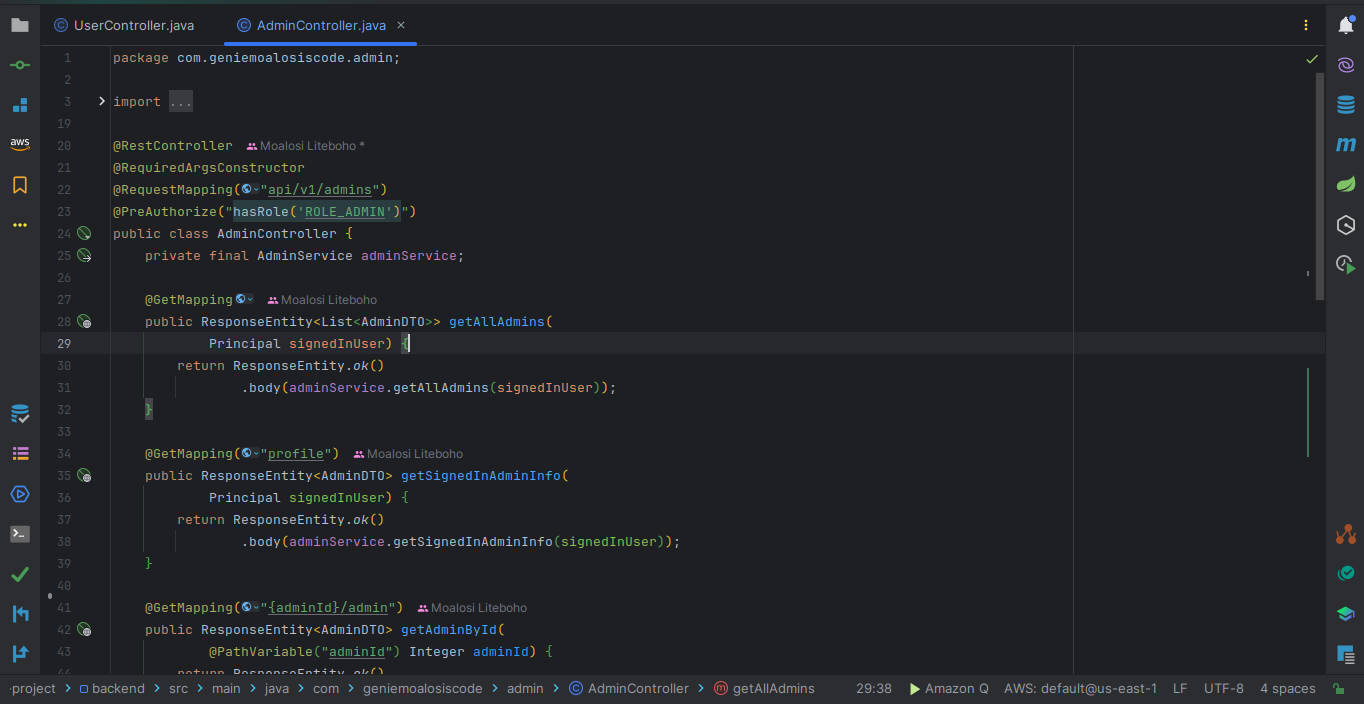 UserController.java AdminController.java
1 package com.geniemoalosiscode.admin;
2
3 import ...
19
20 @RestController Moalosi Liteboho *
21 @RequiredArgsConstructor
22 @RequestMapping("api/v1/admins")
23 @PreAuthorize("hasRole('ROLE_ADMIN')")
24 public class AdminController {
25 private final AdminService adminService;
26
27 @GetMapping Moalosi Liteboho
28 public ResponseEntity<List<AdminDTO>> getAllAdmins(
29 Principal signedInUser) {
30 return ResponseEntity.ok()
31 .body(adminService.getAllAdmins(signedInUser));
32 }
33
34 @GetMapping("profile") Moalosi Liteboho
35 public ResponseEntity<AdminDTO> getSignedInAdminInfo(
36 Principal signedInUser) {
37 return ResponseEntity.ok()
38 .body(adminService.getSignedInAdminInfo(signedInUser));
39 }
40
41 @GetMapping("{adminId}/admin") Moalosi Liteboho
42 public ResponseEntity<AdminDTO> getAdminById(
43 @PathVariable("adminId") Integer adminId) {
44 return ResponseEntity.ok()
aws
m
-project > backend > src > main > java > com > geniemoalosiscode > admin > AdminController > getAllAdmins 29:38 Amazon Q AWS: default@us-east-1 LF UTF-8 4 spaces